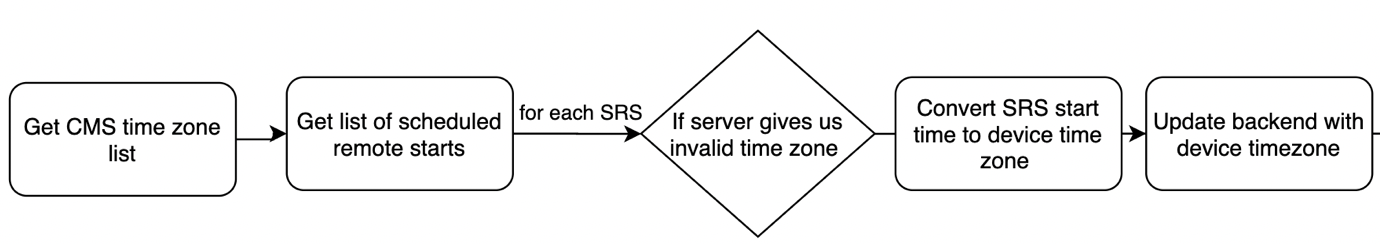 Get CMS time zone
list
Get list of scheduled
remote starts
for each SRS
If server gives us
invalid time zone
Convert SRS start
time to device time
zone
Update backend with
device timezone